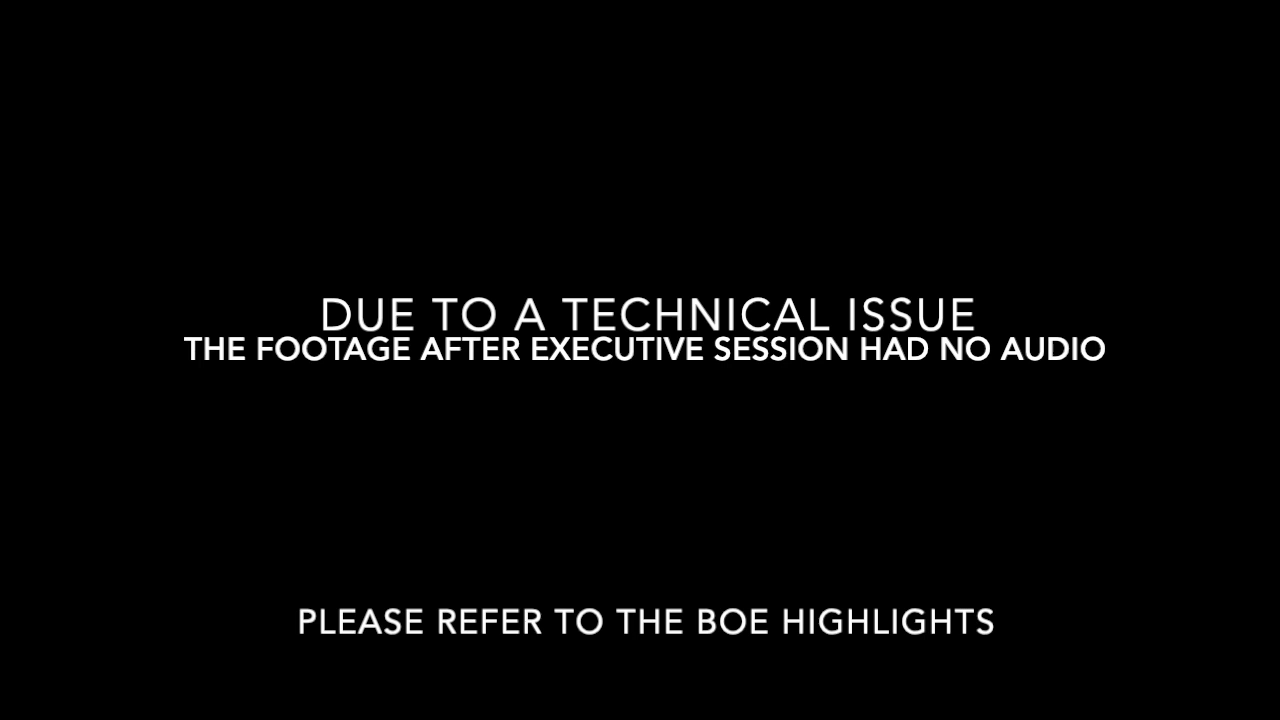 DUE TO A TECHNICAL ISSUE
THE FOOTAGE AFTER EXECUTIVE SESSION HAD NO AUDIO
PLEASE REFER TO THE BOE HIGHLIGHTS